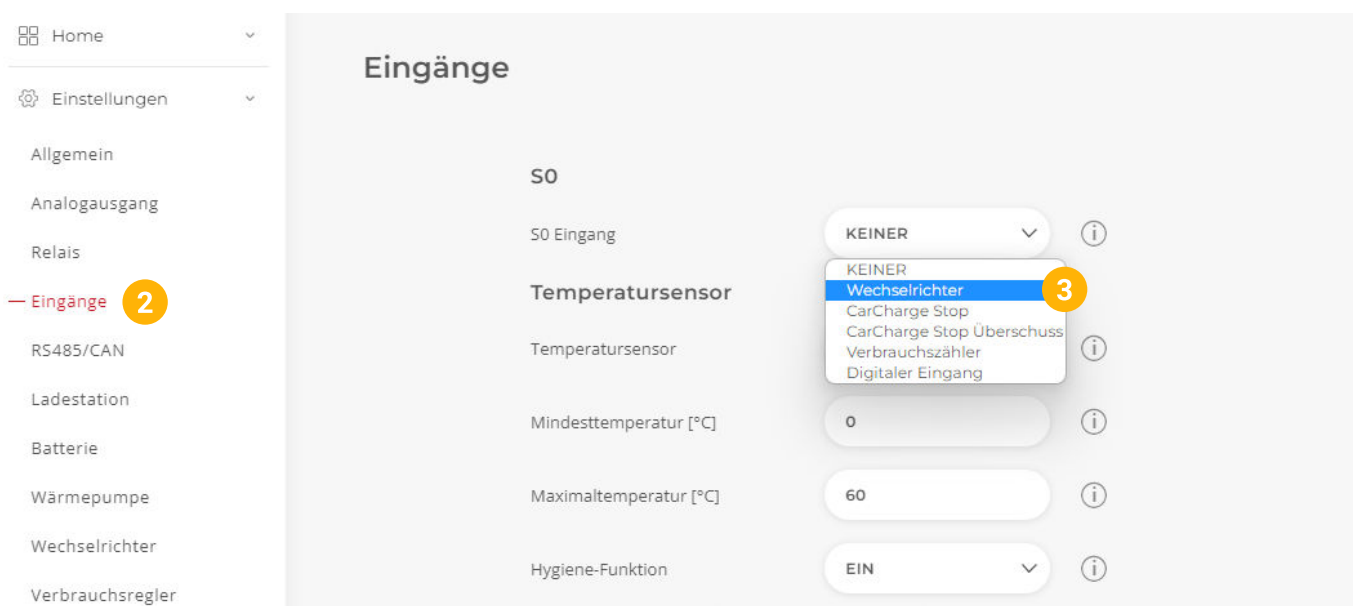 Home
Einstellungen
Allgemein
Analogausgang
Relais
Eingänge 2
RS485/CAN
Ladestation
Batterie
Wärmepumpe
Wechselrichter
Verbrauchsregler
Eingänge
S0
S0 Eingang KEINER
KEINER
Wechselrichter 3
CarCharge Stop
CarCharge Stop Überschuss
Verbrauchszähler
Digitaler Eingang
Temperatursensor
Temperatursensor
Mindesttemperatur [°C] 0
Maximaltemperatur [°C] 60
Hygiene-Funktion EIN